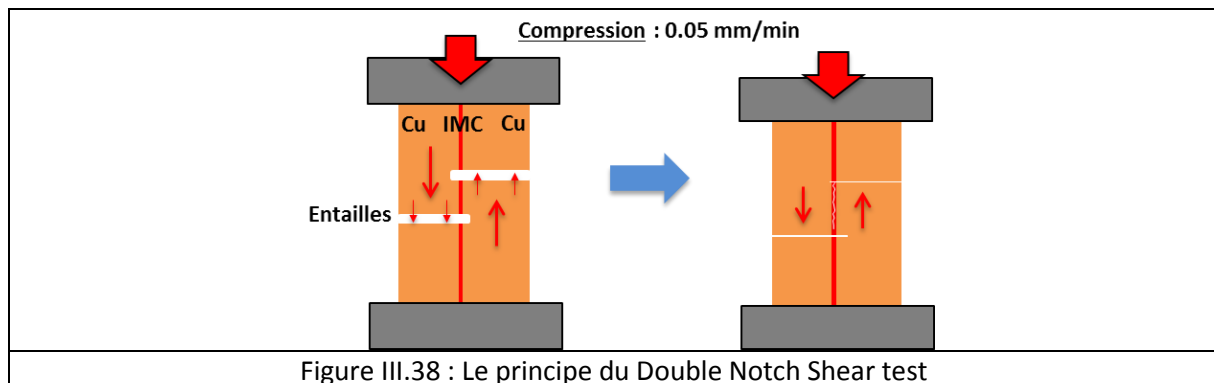 Compression : 0.05 mm/min
Cu IMC Cu
Entailles
Figure III.38 : Le principe du Double Notch Shear test